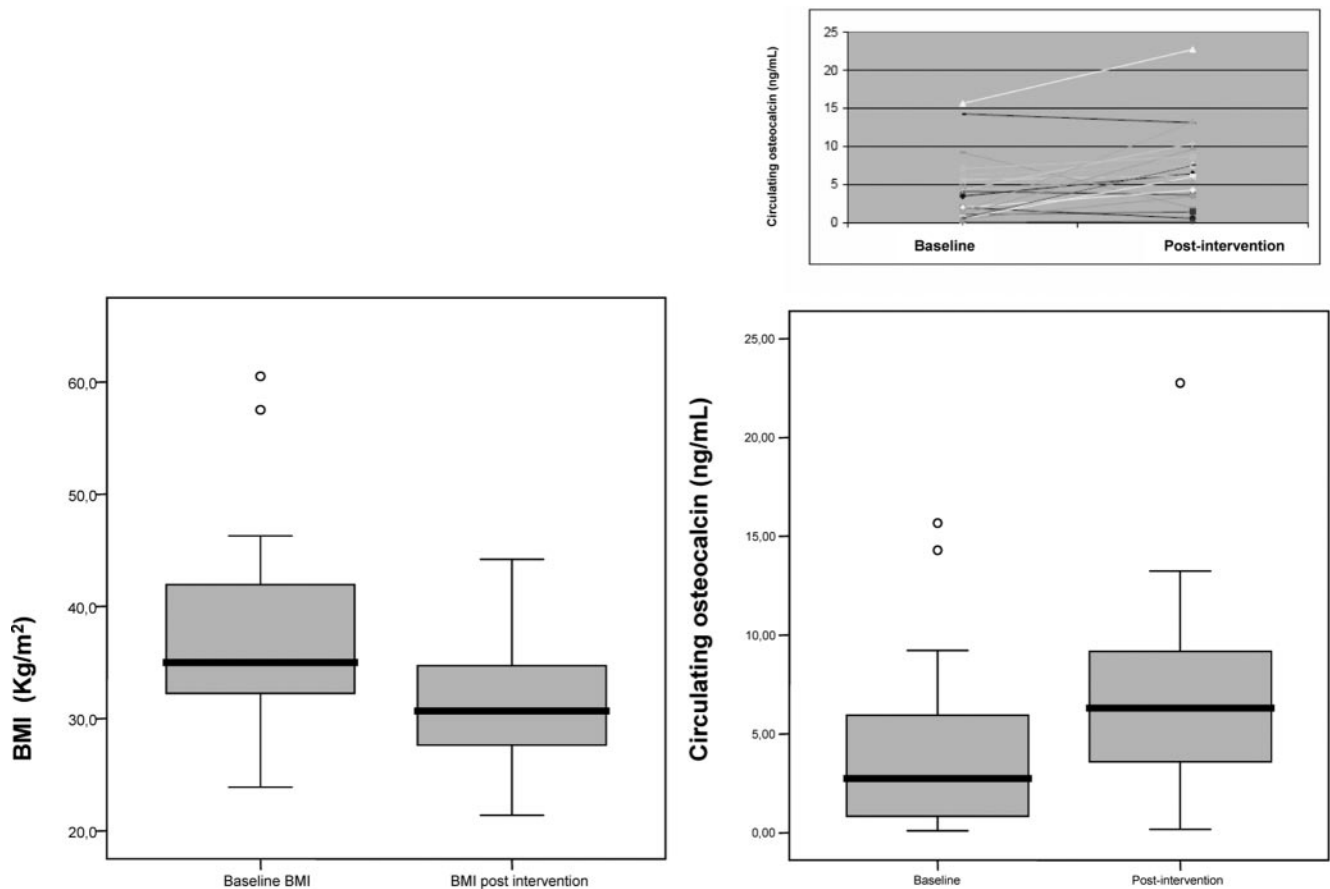 25
20
15
10
5
0
Circulating osteocalcin (ng/mL)
Baseline
Post-intervention
60,0
50,0
40,0
30,0
20,0
BMI (Kg/m²)
Baseline BMI
BMI post intervention
25,00
20,00
15,00
10,00
5,00
0,00
Circulating osteocalcin (ng/mL)
Baseline
Post-intervention